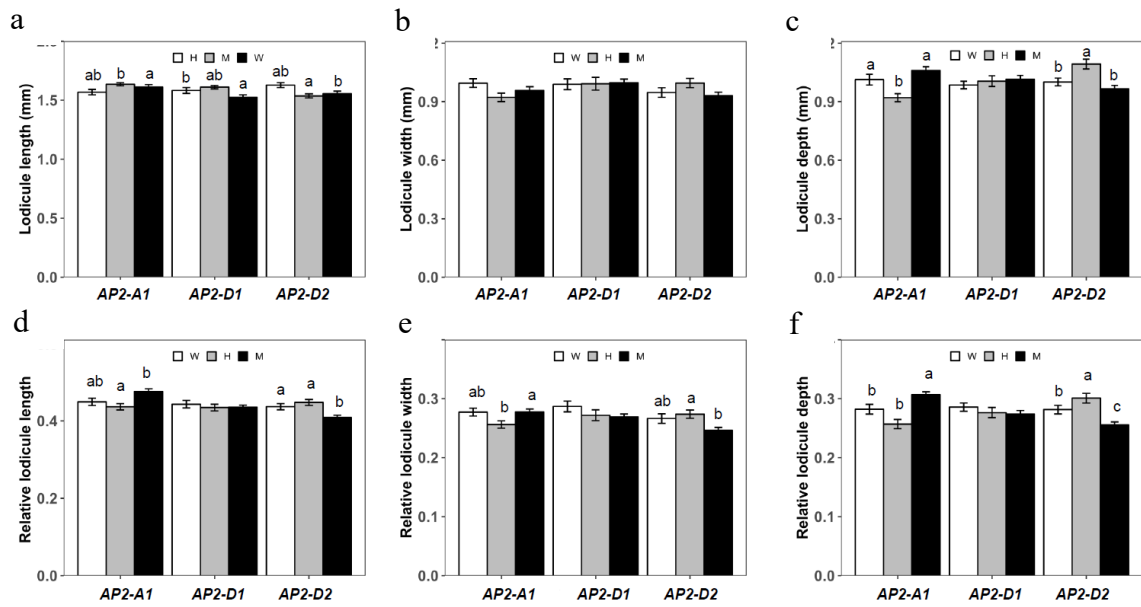 a
H M W
ab b a b ab a ab a b
Lodicule length (mm)
1.5
1.0
0.5
0.0
AP2-A1 AP2-D1 AP2-D2
b
W H M
Lodicule width (mm)
0.9
0.6
0.3
0.0
AP2-A1 AP2-D1 AP2-D2
c
W H M
a b a b a b
Lodicule depth (mm)
0.9
0.6
0.3
0.0
AP2-A1 AP2-D1 AP2-D2
d
W H M
ab a b a a b
Relative lodicule length
0.4
0.2
0.0
AP2-A1 AP2-D1 AP2-D2
e
W H M
ab b a ab a b
Relative lodicule width
0.3
0.2
0.1
0.0
AP2-A1 AP2-D1 AP2-D2
f
W H M
b b a b a c
Relative lodicule depth
0.3
0.2
0.1
0.0
AP2-A1 AP2-D1 AP2-D2